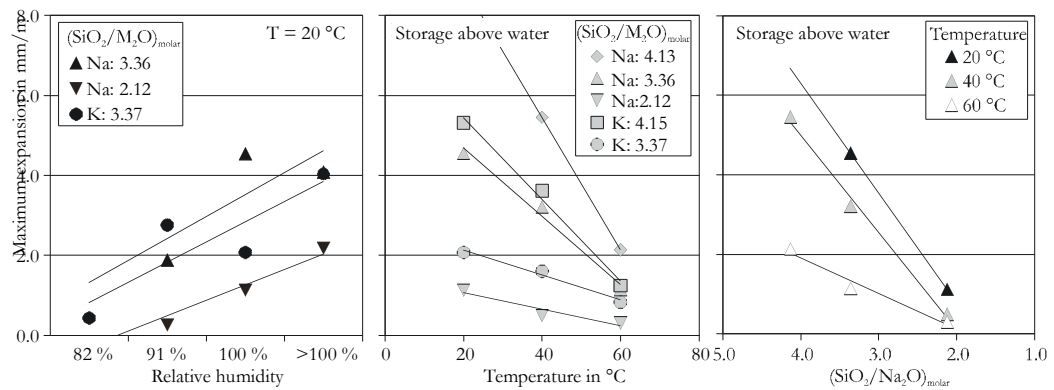 Maximum expansion in mm/m
8.0
6.0
4.0
2.0
0.0
(SiO2/M2O)molar
Na: 3.36
Na: 2.12
K: 3.37
T = 20 °C
82 %
91 %
100 %
>100 %
Relative humidity
Storage above water
(SiO2/M2O)molar
Na: 4.13
Na: 3.36
Na:2.12
K: 4.15
K: 3.37
0
20
40
60
80
Temperature in °C
Storage above water
Temperature
20 °C
40 °C
60 °C
5.0
4.0
3.0
2.0
1.0
(SiO2/Na2O)molar